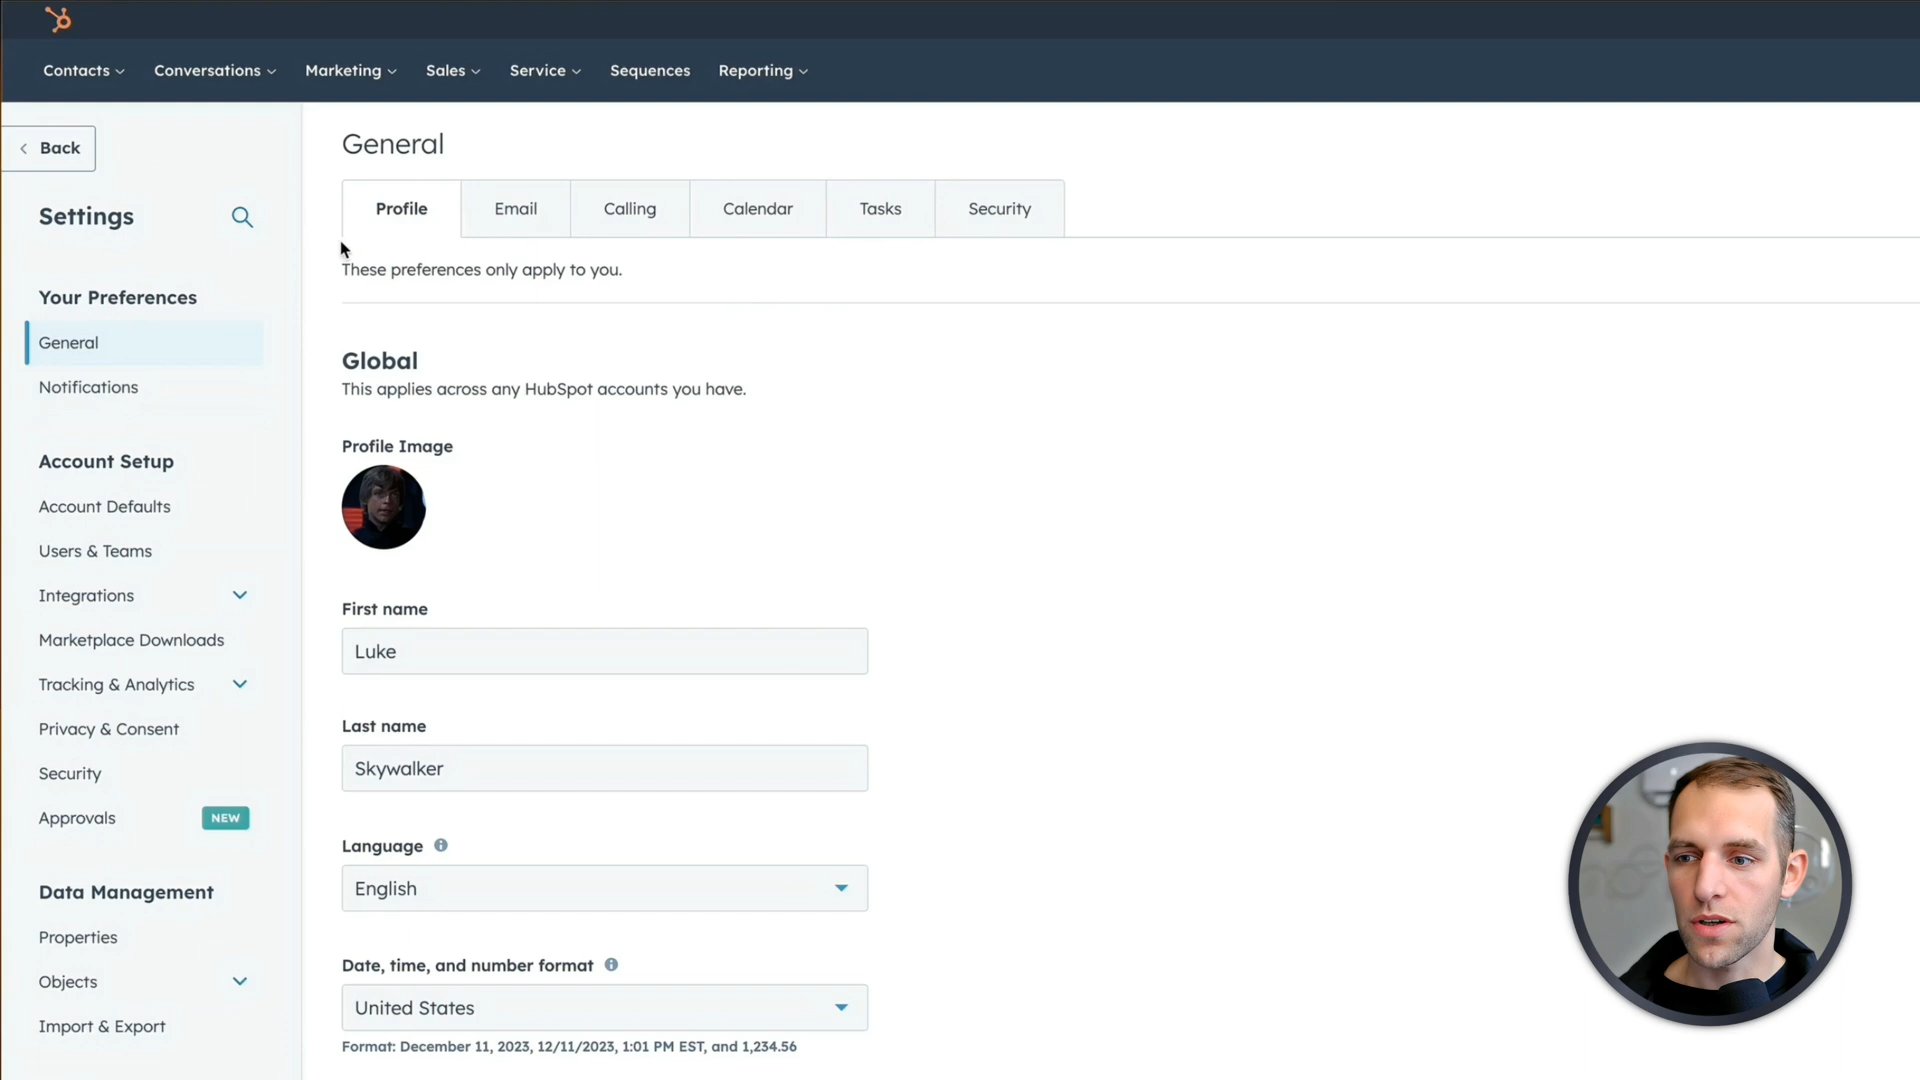 Contacts
Conversations
Marketing
Sales
Service
Sequences
Reporting
Back
Settings
Your Preferences
General
Notifications
Account Setup
Account Defaults
Users & Teams
Integrations
Marketplace Downloads
Tracking & Analytics
Privacy & Consent
Security
Approvals NEW
Data Management
Properties
Objects
Import & Export
General
Profile
Email
Calling
Calendar
Tasks
Security
These preferences only apply to you.
Global
This applies across any HubSpot accounts you have.
Profile Image
First name
Luke
Last name
Skywalker
Language
English
Date, time, and number format
United States
Format: December 11, 2023, 12/11/2023, 1:01 PM EST, and 1,234.56